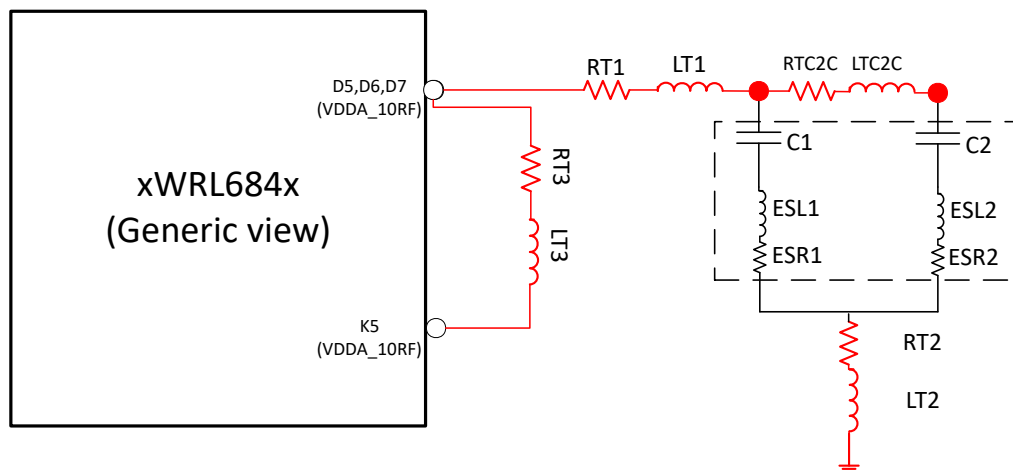 xWRL684x
(Generic view)
D5,D6,D7
(VDDA_10RF)
K5
(VDDA_10RF)
RT1
LT1
RTC2C
LTC2C
RT3
LT3
C1
ESL1
ESR1
C2
ESL2
ESR2
RT2
LT2